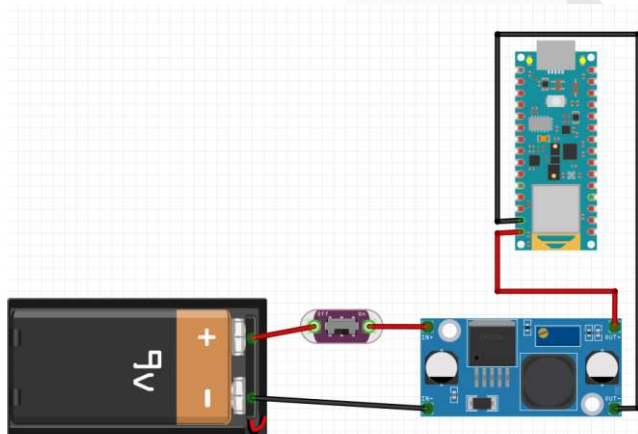 Off
On
+
9V
-
IN+
OUT+
IN-
OUT-